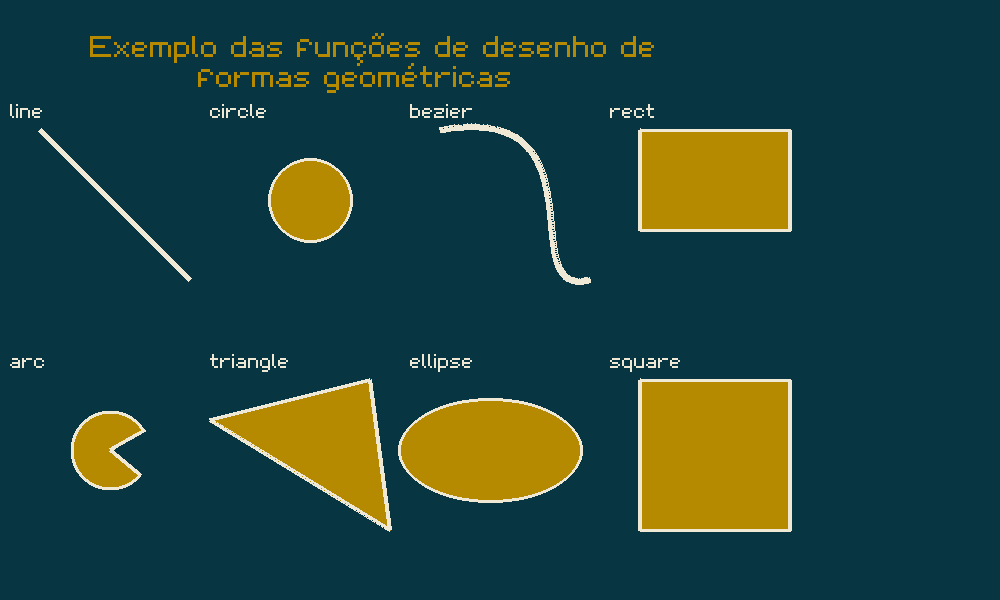 Exemplo das funções de desenho de
formas geométricas
line
circle
bezier
rect
arc
triangle
ellipse
square